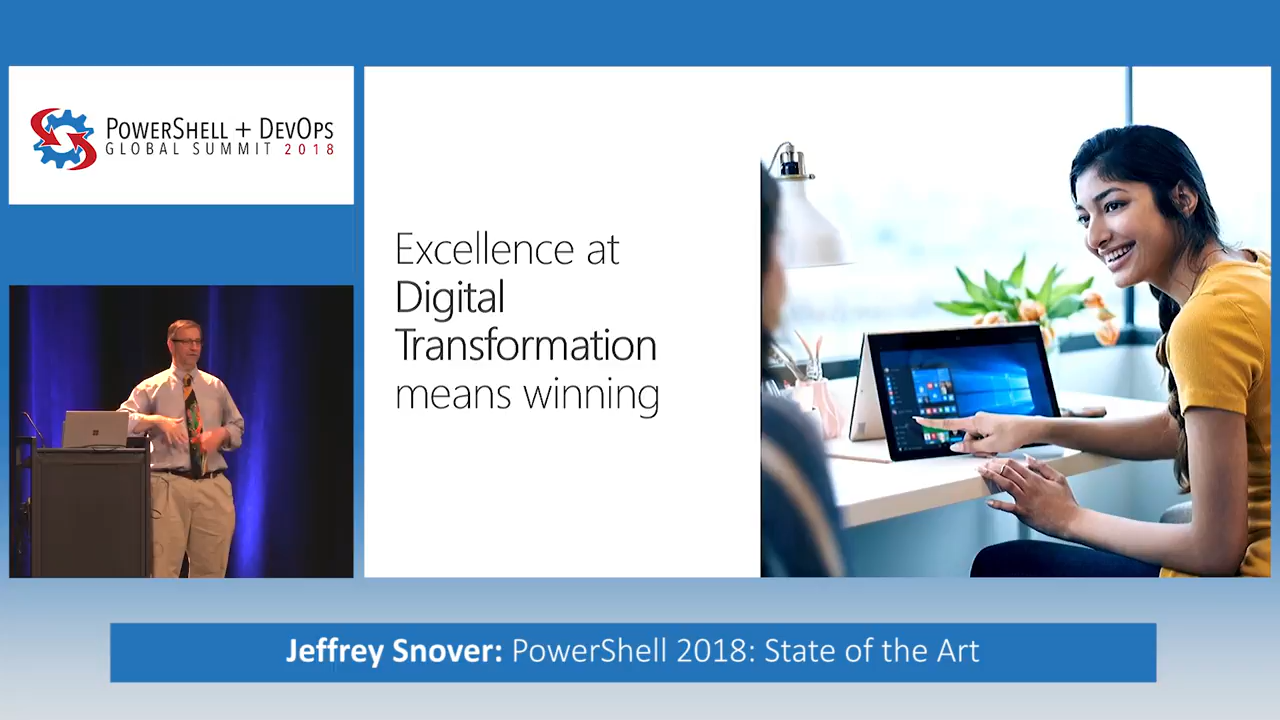 POWERSHELL + DEVOPS
GLOBAL SUMMIT 2018
Excellence at
Digital
Transformation
means winning
Jeffrey Snover: PowerShell 2018: State of the Art